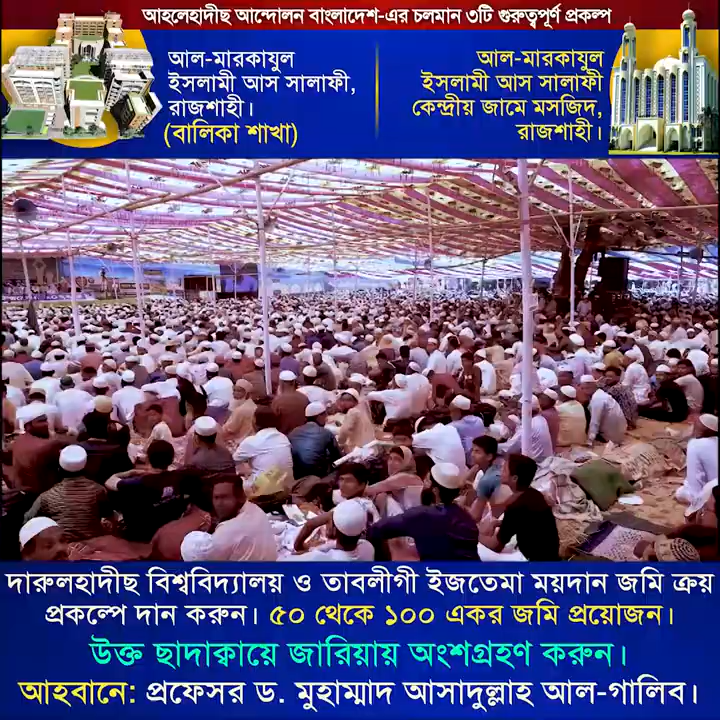 আহলেহাদীছ আন্দোলন বাংলাদেশ-এর চলমান ৩টি গুরুত্বপূর্ণ প্রকল্প
আল-মারকাযুল
ইসলামী আস সালাফী,
রাজশাহী।
(বালিকা শাখা)
আল-মারকাযুল
ইসলামী আস সালাফী
কেন্দ্রীয় জামে মসজিদ,
রাজশাহী।
দারুলহাদীছ বিশ্ববিদ্যালয় ও তাবলীগী ইজতেমা ময়দান জমি ক্রয়
প্রকল্পে দান করুন। ৫০ থেকে ১০০ একর জমি প্রয়োজন।
উক্ত ছাদাক্বায়ে জারিয়ায় অংশগ্রহণ করুন।
আহবানে: প্রফেসর ড. মুহাম্মাদ আসাদুল্লাহ আল-গালিব।